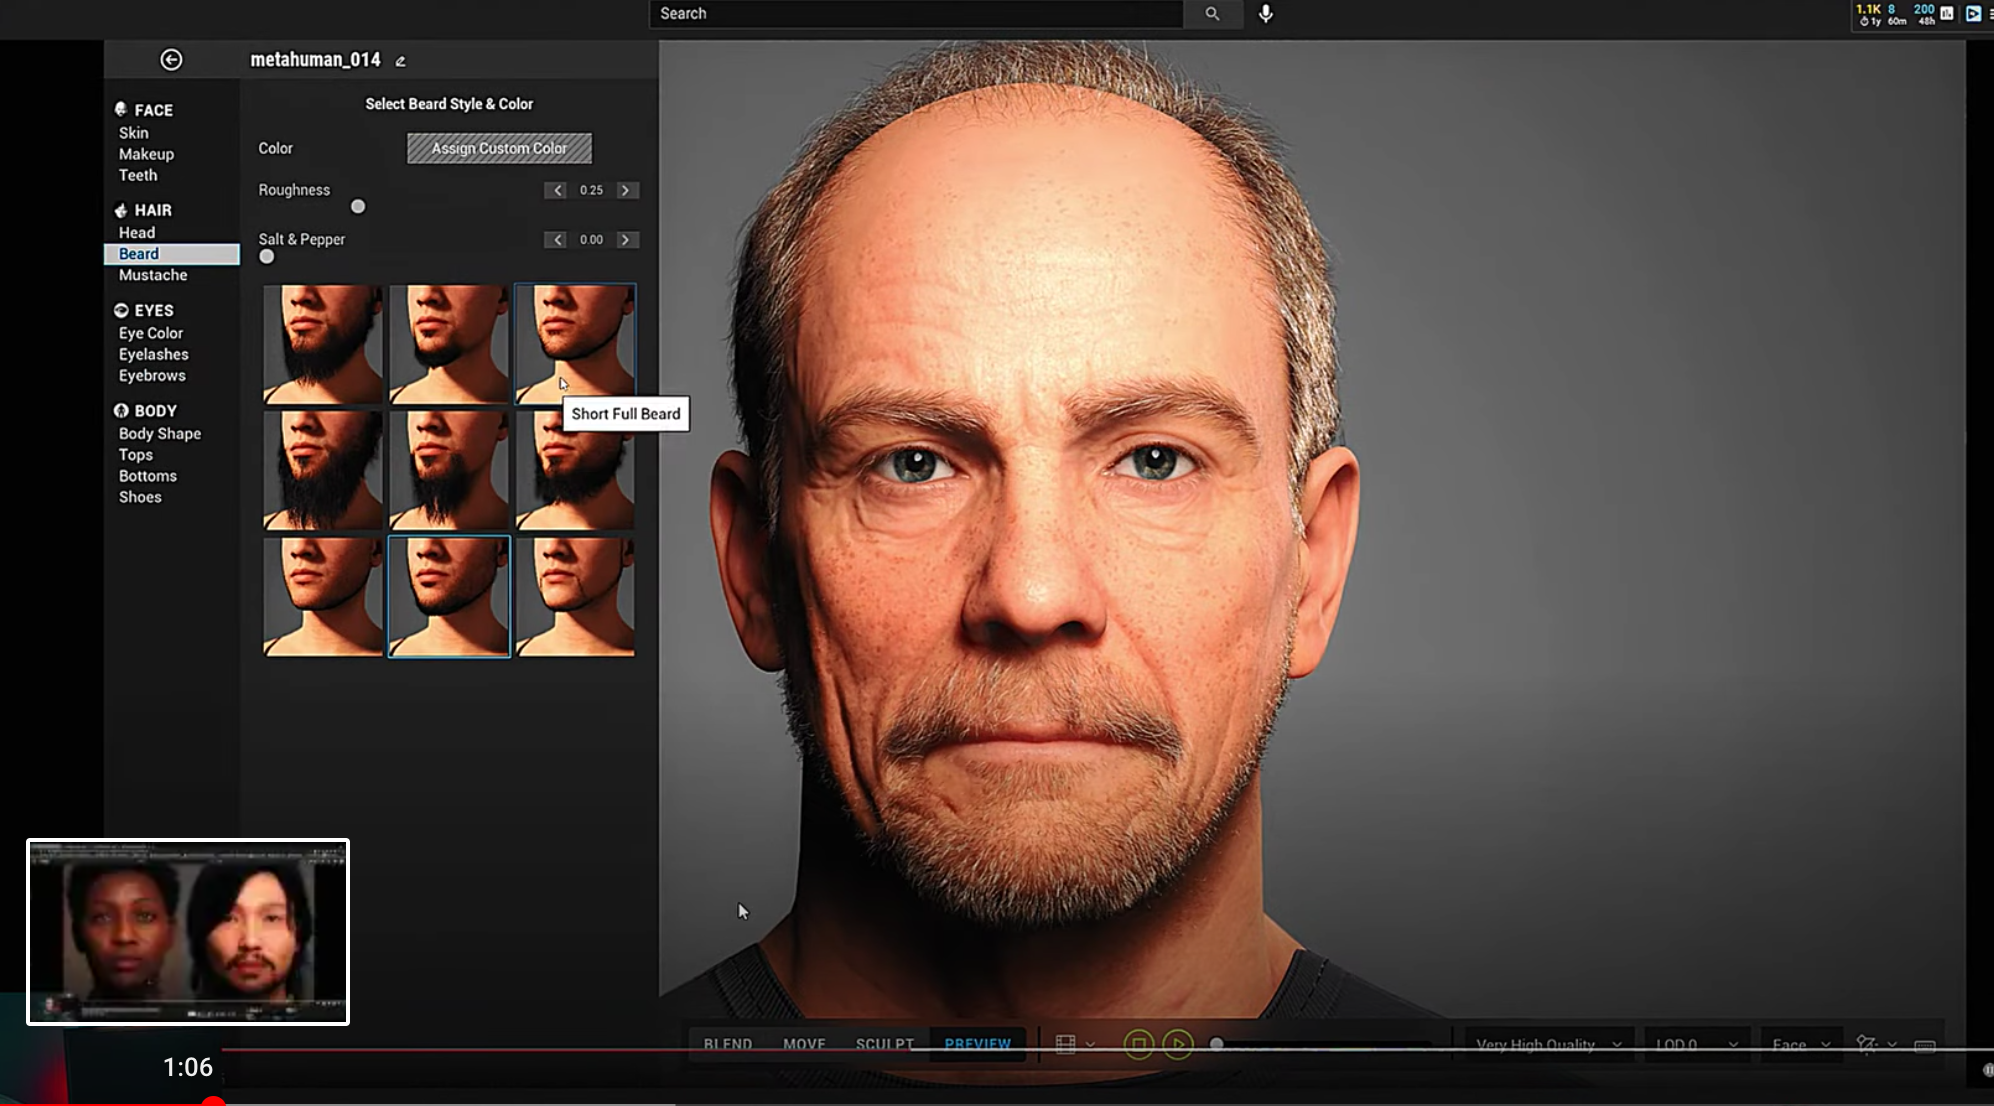 Search
1.1K 8 200
1y 60m 48h
metahuman_014
FACE
Skin
Makeup
Teeth
HAIR
Head
Beard
Mustache
EYES
Eye Color
Eyelashes
Eyebrows
BODY
Body Shape
Tops
Bottoms
Shoes
Select Beard Style & Color
Color
Assign Custom Color
Roughness
0.25
Salt & Pepper
0.00
Short Full Beard
BLEND MOVE SCULPT PREVIEW
Very High Quality
LOD 0
Face
1:06